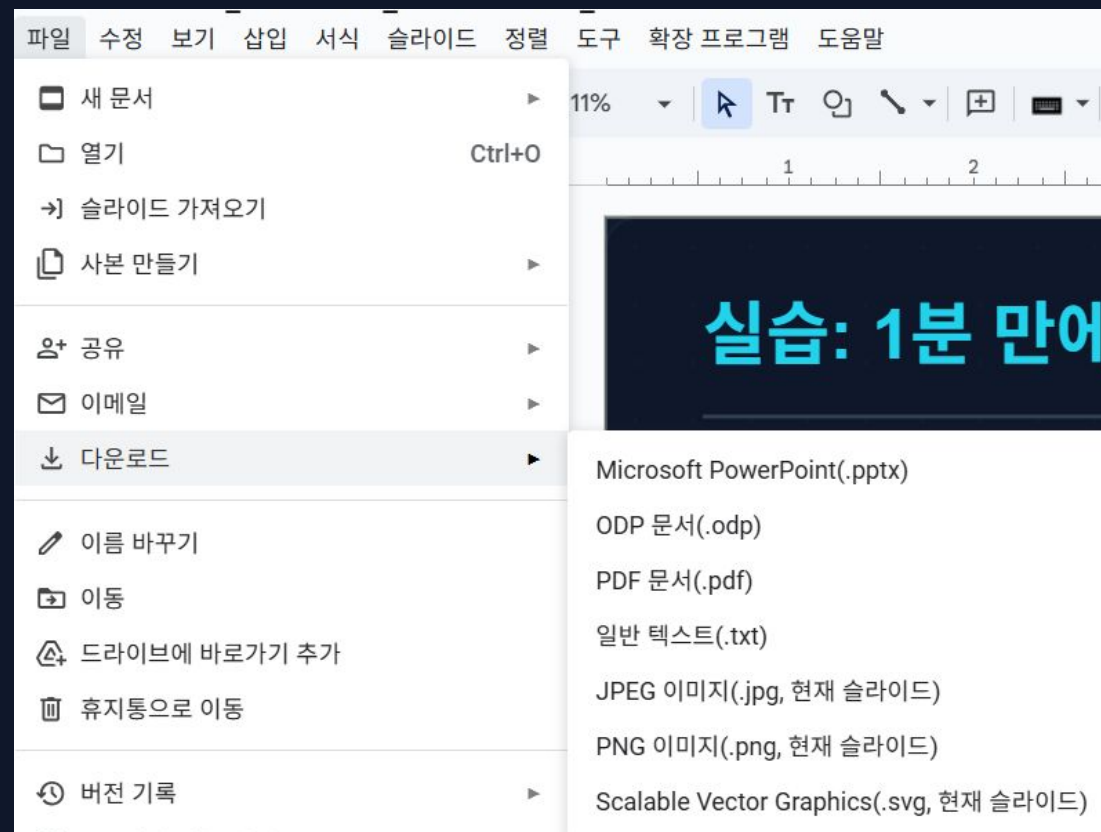 파일 수정 보기 삽입 서식 슬라이드 정렬 도구 확장 프로그램 도움말
11%
새 문서
열기 Ctrl+O
슬라이드 가져오기
사본 만들기
1 2
실습: 1분 만에
공유
이메일
다운로드
Microsoft PowerPoint(.pptx)
ODP 문서(.odp)
PDF 문서(.pdf)
일반 텍스트(.txt)
JPEG 이미지(.jpg, 현재 슬라이드)
PNG 이미지(.png, 현재 슬라이드)
Scalable Vector Graphics(.svg, 현재 슬라이드)
이름 바꾸기
이동
드라이브에 바로가기 추가
휴지통으로 이동
버전 기록